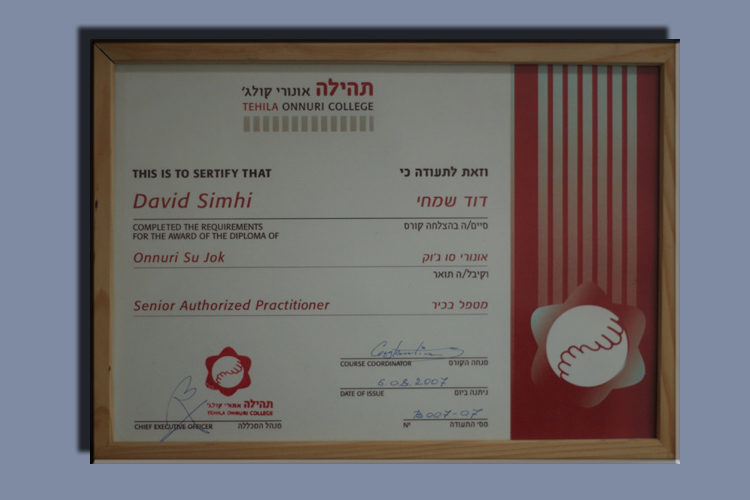 תהילה אונורי קולג'
TEHILA ONNURI COLLEGE
THIS IS TO SERTIFY THAT
וזאת לתעודה כי
David Simhi
דוד שמחי
COMPLETED THE REQUIREMENTS
FOR THE AWARD OF THE DIPLOMA OF
סיים/ה בהצלחה קורס
Onnuri Su Jok
אונורי סו ג'וק
וקיבל/ה תואר
Senior Authorized Practitioner
מטפל בכיר
COURSE COORDINATOR
מנחה הקורס
6.08.2007
DATE OF ISSUE
ניתנה ביום
תהילה אונורי קולג'
TEHILA ONNURI COLLEGE
007-07
CHIEF EXECUTIVE OFFICER
מנהל המכללה
Nº
מס' התעודה